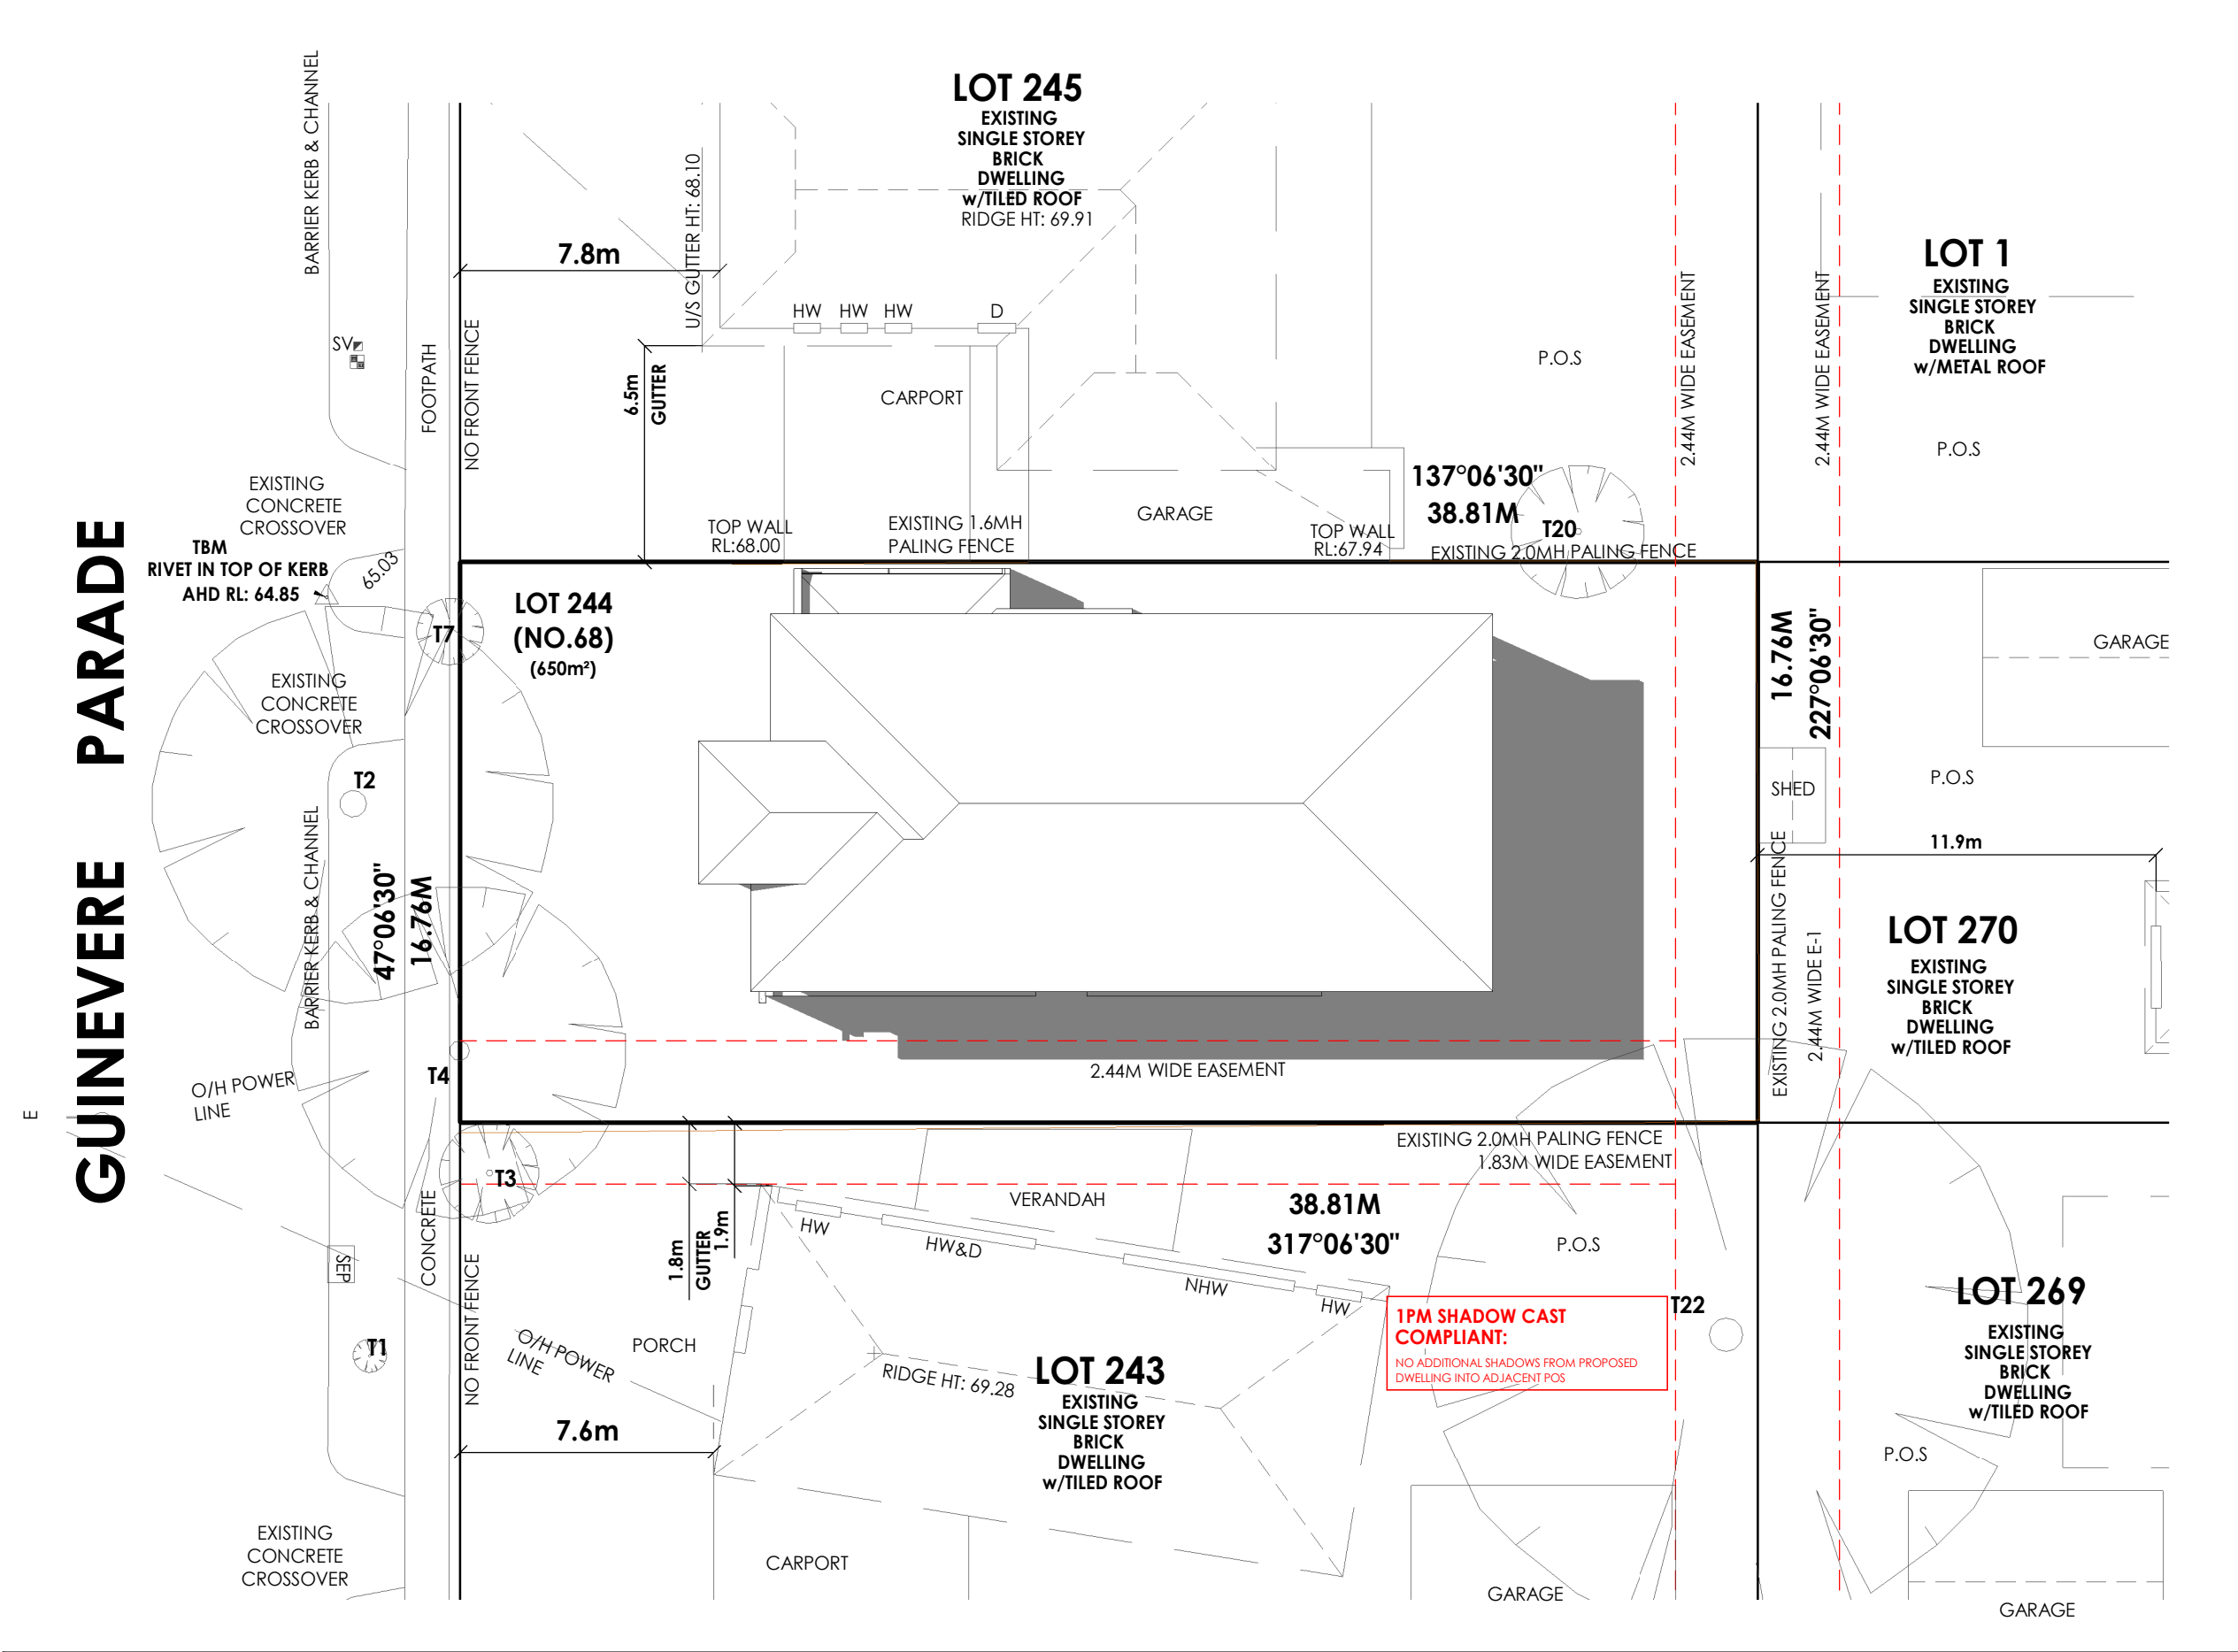 LOT 245
EXISTING
SINGLE STOREY
BRICK
DWELLING
w/TILED ROOF
RIDGE HT: 69.91
BARRIER KERB & CHANNEL
U/S GUTTER HT: 68.10
7.8m
HW
HW
HW
D
SV
FOOTPATH
NO FRONT FENCE
6.5m
GUTTER
CARPORT
P.O.S
2.44M WIDE EASEMENT
2.44M WIDE EASEMENT
LOT 1
EXISTING
SINGLE STOREY
BRICK
DWELLING
w/METAL ROOF
P.O.S
EXISTING
CONCRETE
CROSSOVER
TOP WALL
RL:68.00
EXISTING 1.6MH
PALING FENCE
GARAGE
TOP WALL
RL:67.94
137°06'30"
38.81M
T20
EXISTING 2.0MH PALING FENCE
TBM
RIVET IN TOP OF KERB
AHD RL: 64.85
65.03
GUINEVERE PARADE
T7
LOT 244
(NO.68)
(650m²)
EXISTING
CONCRETE
CROSSOVER
T2
BARRIER KERB & CHANNEL
47°06'30"
16.76M
16.76M
227°06'30"
GARAGE
SHED
P.O.S
11.9m
EXISTING 2.0MH PALING FENCE
2.44M WIDE E-1
LOT 270
EXISTING
SINGLE STOREY
BRICK
DWELLING
w/TILED ROOF
2.44M WIDE EASEMENT
O/H POWER
LINE
E
T4
T3
EXISTING 2.0MH PALING FENCE
1.83M WIDE EASEMENT
CONCRETE
SEP
NO FRONT FENCE
1.8m
GUTTER
1.9m
VERANDAH
HW
HW&D
NHW
HW
38.81M
317°06'30"
P.O.S
T22
1PM SHADOW CAST
COMPLIANT:
NO ADDITIONAL SHADOWS FROM PROPOSED
DWELLING INTO ADJACENT POS
LOT 269
EXISTING
SINGLE STOREY
BRICK
DWELLING
w/TILED ROOF
P.O.S
T1
O/H POWER
LINE
PORCH
RIDGE HT: 69.28
LOT 243
EXISTING
SINGLE STOREY
BRICK
DWELLING
w/TILED ROOF
7.6m
EXISTING
CONCRETE
CROSSOVER
CARPORT
GARAGE
GARAGE